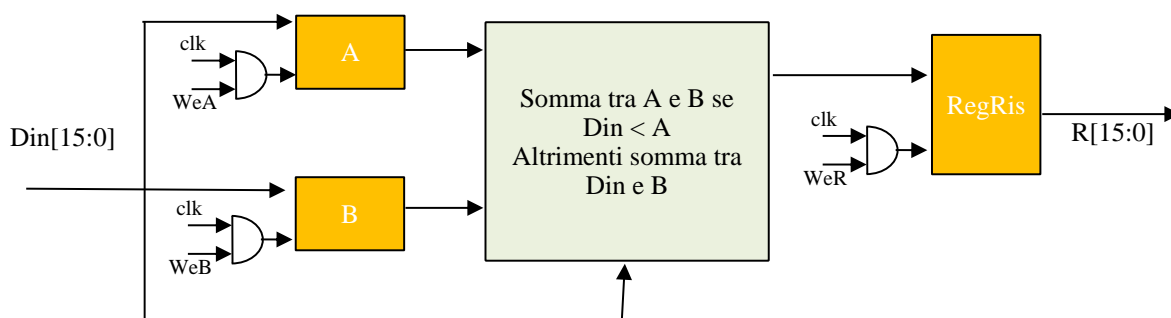 clk
A
WeA
Somma tra A e B se
Din < A
Altrimenti somma tra
Din e B
RegRis
clk
R[15:0]
WeR
Din[15:0]
clk
B
WeB